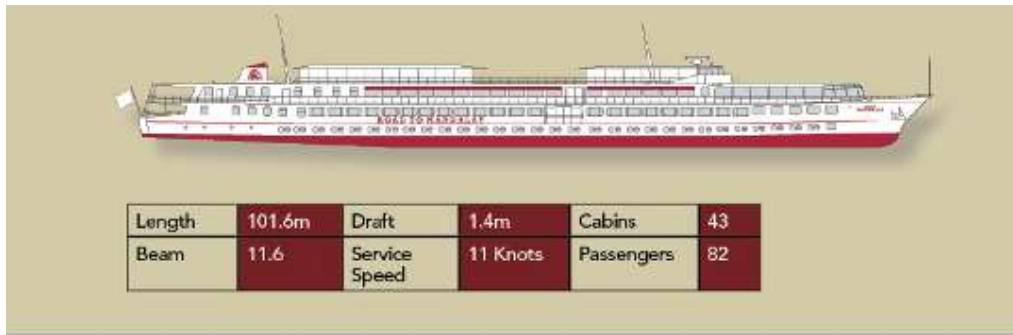 ROAD TO MANDALAY
Length 101.6m Draft 1.4m Cabins 43
Beam 11.6 Service Speed 11 Knots Passengers 82